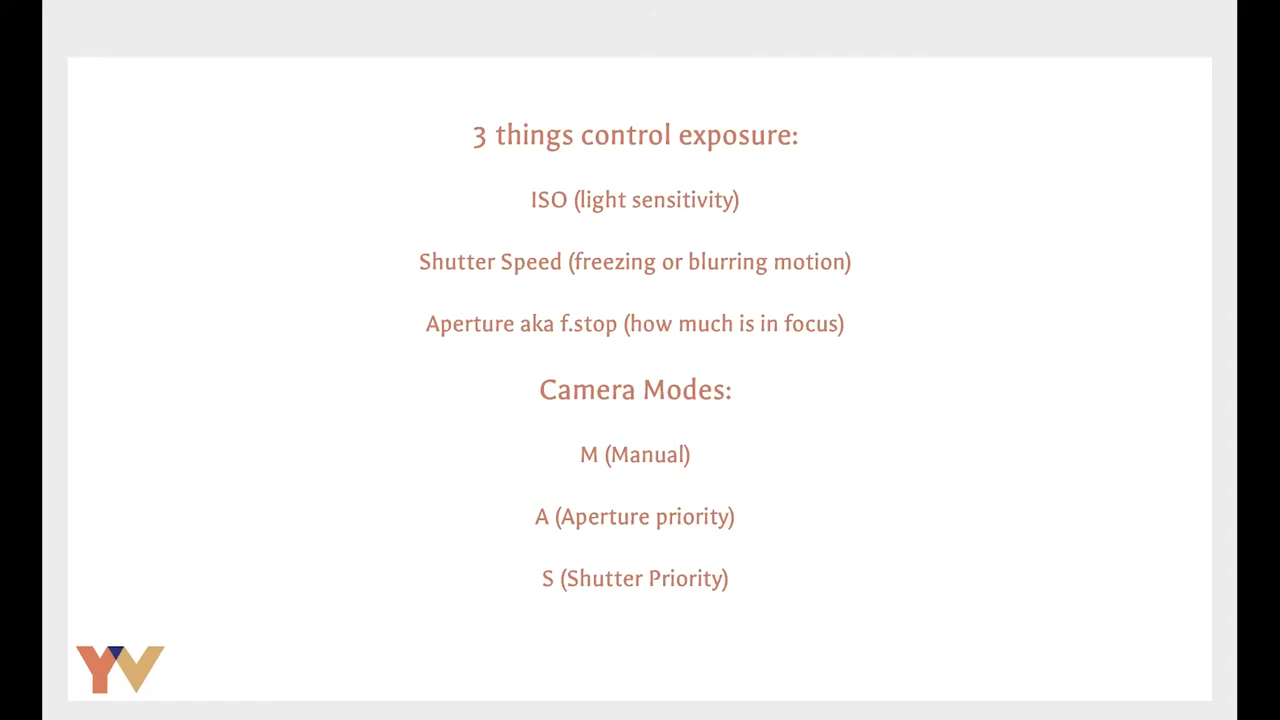 3 things control exposure:
ISO (light sensitivity)
Shutter Speed (freezing or blurring motion)
Aperture aka f.stop (how much is in focus)
Camera Modes:
M (Manual)
A (Aperture priority)
S (Shutter Priority)
YV